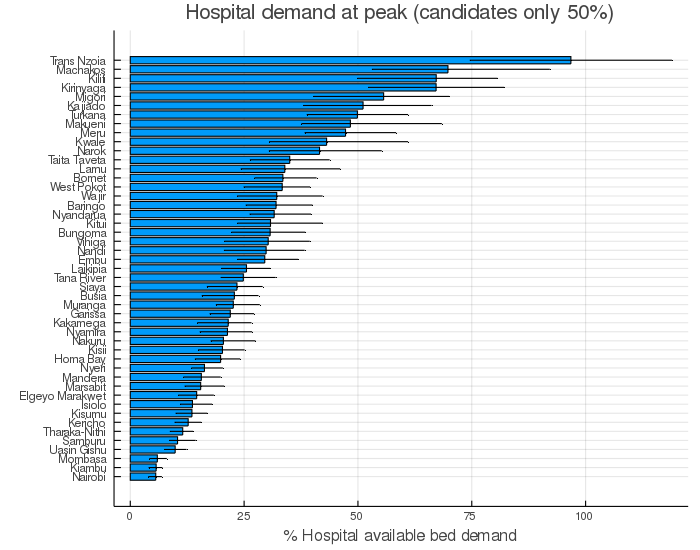 Hospital demand at peak (candidates only 50%)
Trans Nzoia
Machakos
Kilifi
Kirinyaga
Migori
Kajiado
Turkana
Makueni
Meru
Kwale
Narok
Taita Taveta
Lamu
Bomet
West Pokot
Wajir
Baringo
Nyandarua
Kitui
Bungoma
Vihiga
Nandi
Embu
Laikipia
Tana River
Siaya
Busia
Muranga
Garissa
Kakamega
Nyamira
Nakuru
Kisii
Homa Bay
Nyeri
Mandera
Marsabit
Elgeyo Marakwet
Isiolo
Kisumu
Kericho
Tharaka-Nithi
Samburu
Uasin Gishu
Mombasa
Kiambu
Nairobi
0 25 50 75 100
% Hospital available bed demand